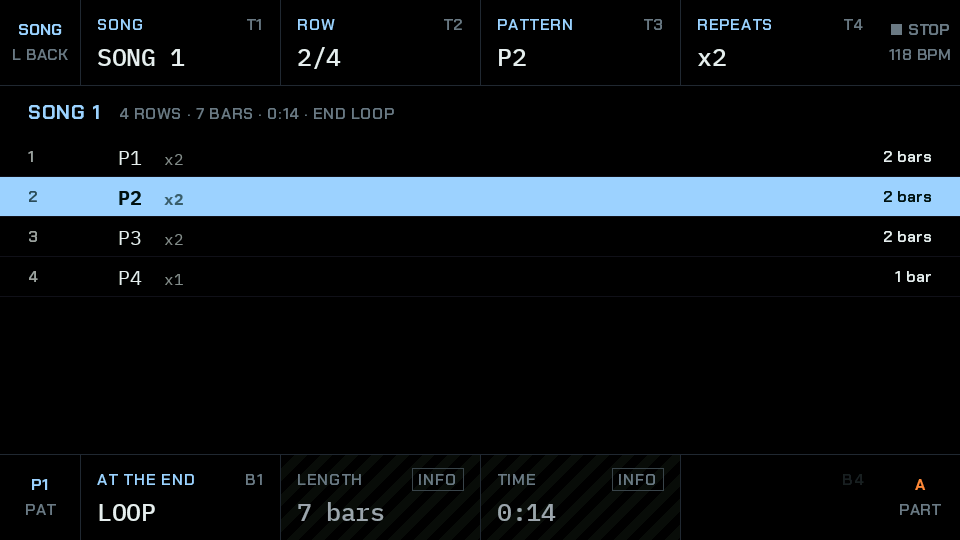 SONG
L BACK
SONG T1
SONG 1
ROW T2
2/4
PATTERN T3
P2
REPEATS T4
x2
STOP
118 BPM
SONG 1 4 ROWS · 7 BARS · 0:14 · END LOOP
1 P1 x2 2 bars
2 P2 x2 2 bars
3 P3 x2 2 bars
4 P4 x1 1 bar
P1
PAT
AT THE END B1
LOOP
LENGTH INFO
7 bars
TIME INFO
0:14
B4
A
PART